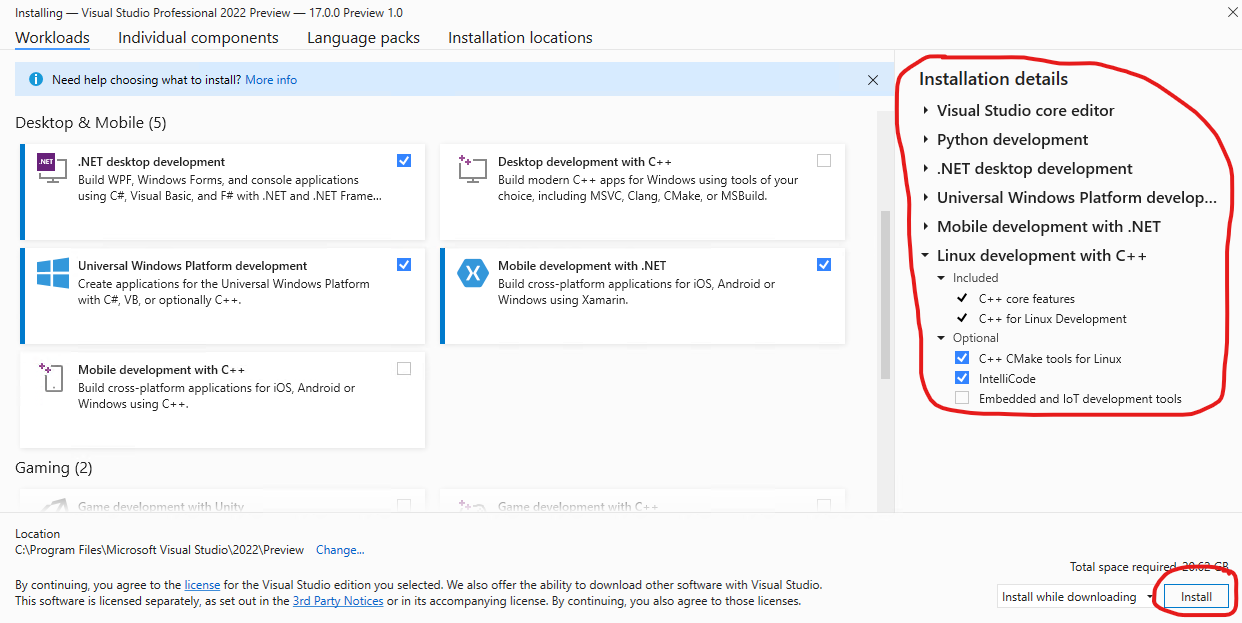 Installing — Visual Studio Professional 2022 Preview — 17.0.0 Preview 1.0
Workloads
Individual components
Language packs
Installation locations
Need help choosing what to install? More info
Desktop & Mobile (5)
.NET
.NET desktop development
Build WPF, Windows Forms, and console applications
using C#, Visual Basic, and F# with .NET and .NET Frame...
Desktop development with C++
Build modern C++ apps for Windows using tools of your
choice, including MSVC, Clang, CMake, or MSBuild.
Universal Windows Platform development
Create applications for the Universal Windows Platform
with C#, VB, or optionally C++.
Mobile development with .NET
Build cross-platform applications for iOS, Android or
Windows using Xamarin.
Mobile development with C++
Build cross-platform applications for iOS, Android or
Windows using C++.
Gaming (2)
Game development with Unity
Game development with C++
Installation details
Visual Studio core editor
Python development
.NET desktop development
Universal Windows Platform develop...
Mobile development with .NET
Linux development with C++
Included
C++ core features
C++ for Linux Development
Optional
C++ CMake tools for Linux
IntelliCode
Embedded and IoT development tools
Location
C:\Program Files\Microsoft Visual Studio\2022\Preview Change...
By continuing, you agree to the license for the Visual Studio edition you selected. We also offer the ability to download other software with Visual Studio.
This software is licensed separately, as set out in the 3rd Party Notices or in its accompanying license. By continuing, you also agree to those licenses.
Total space required 20.62 GB
Install while downloading
Install